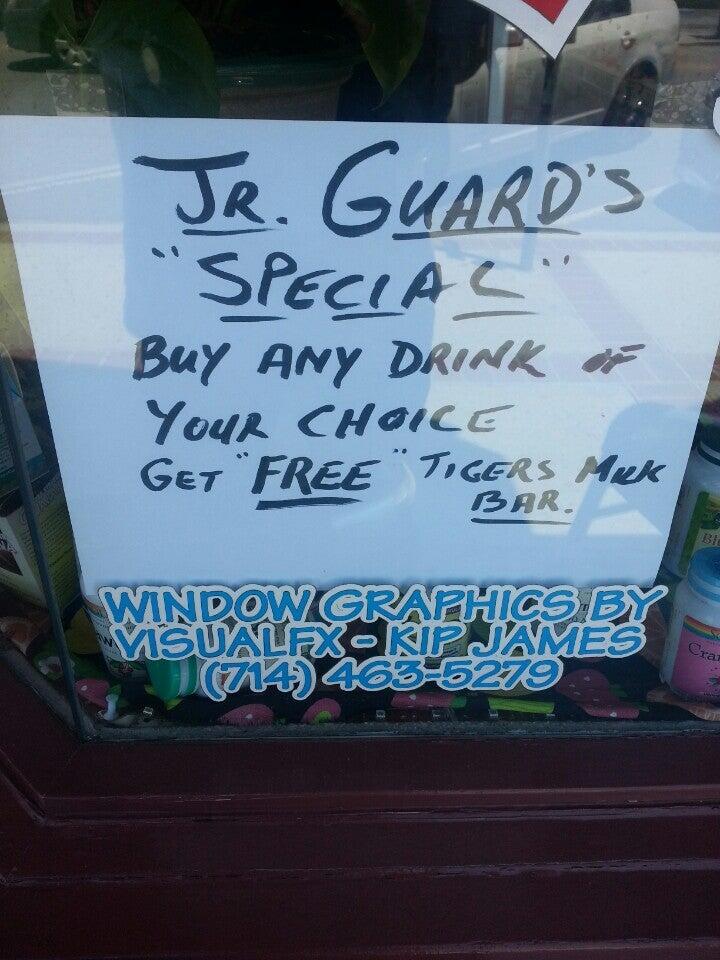 JR. GUARD'S
"SPECIAL"
BUY ANY DRINK OF
YOUR CHOICE
GET "FREE" TIGERS MILK
BAR.
WINDOW GRAPHICS BY
VISUALFX - KIP JAMES
(714) 463-5279